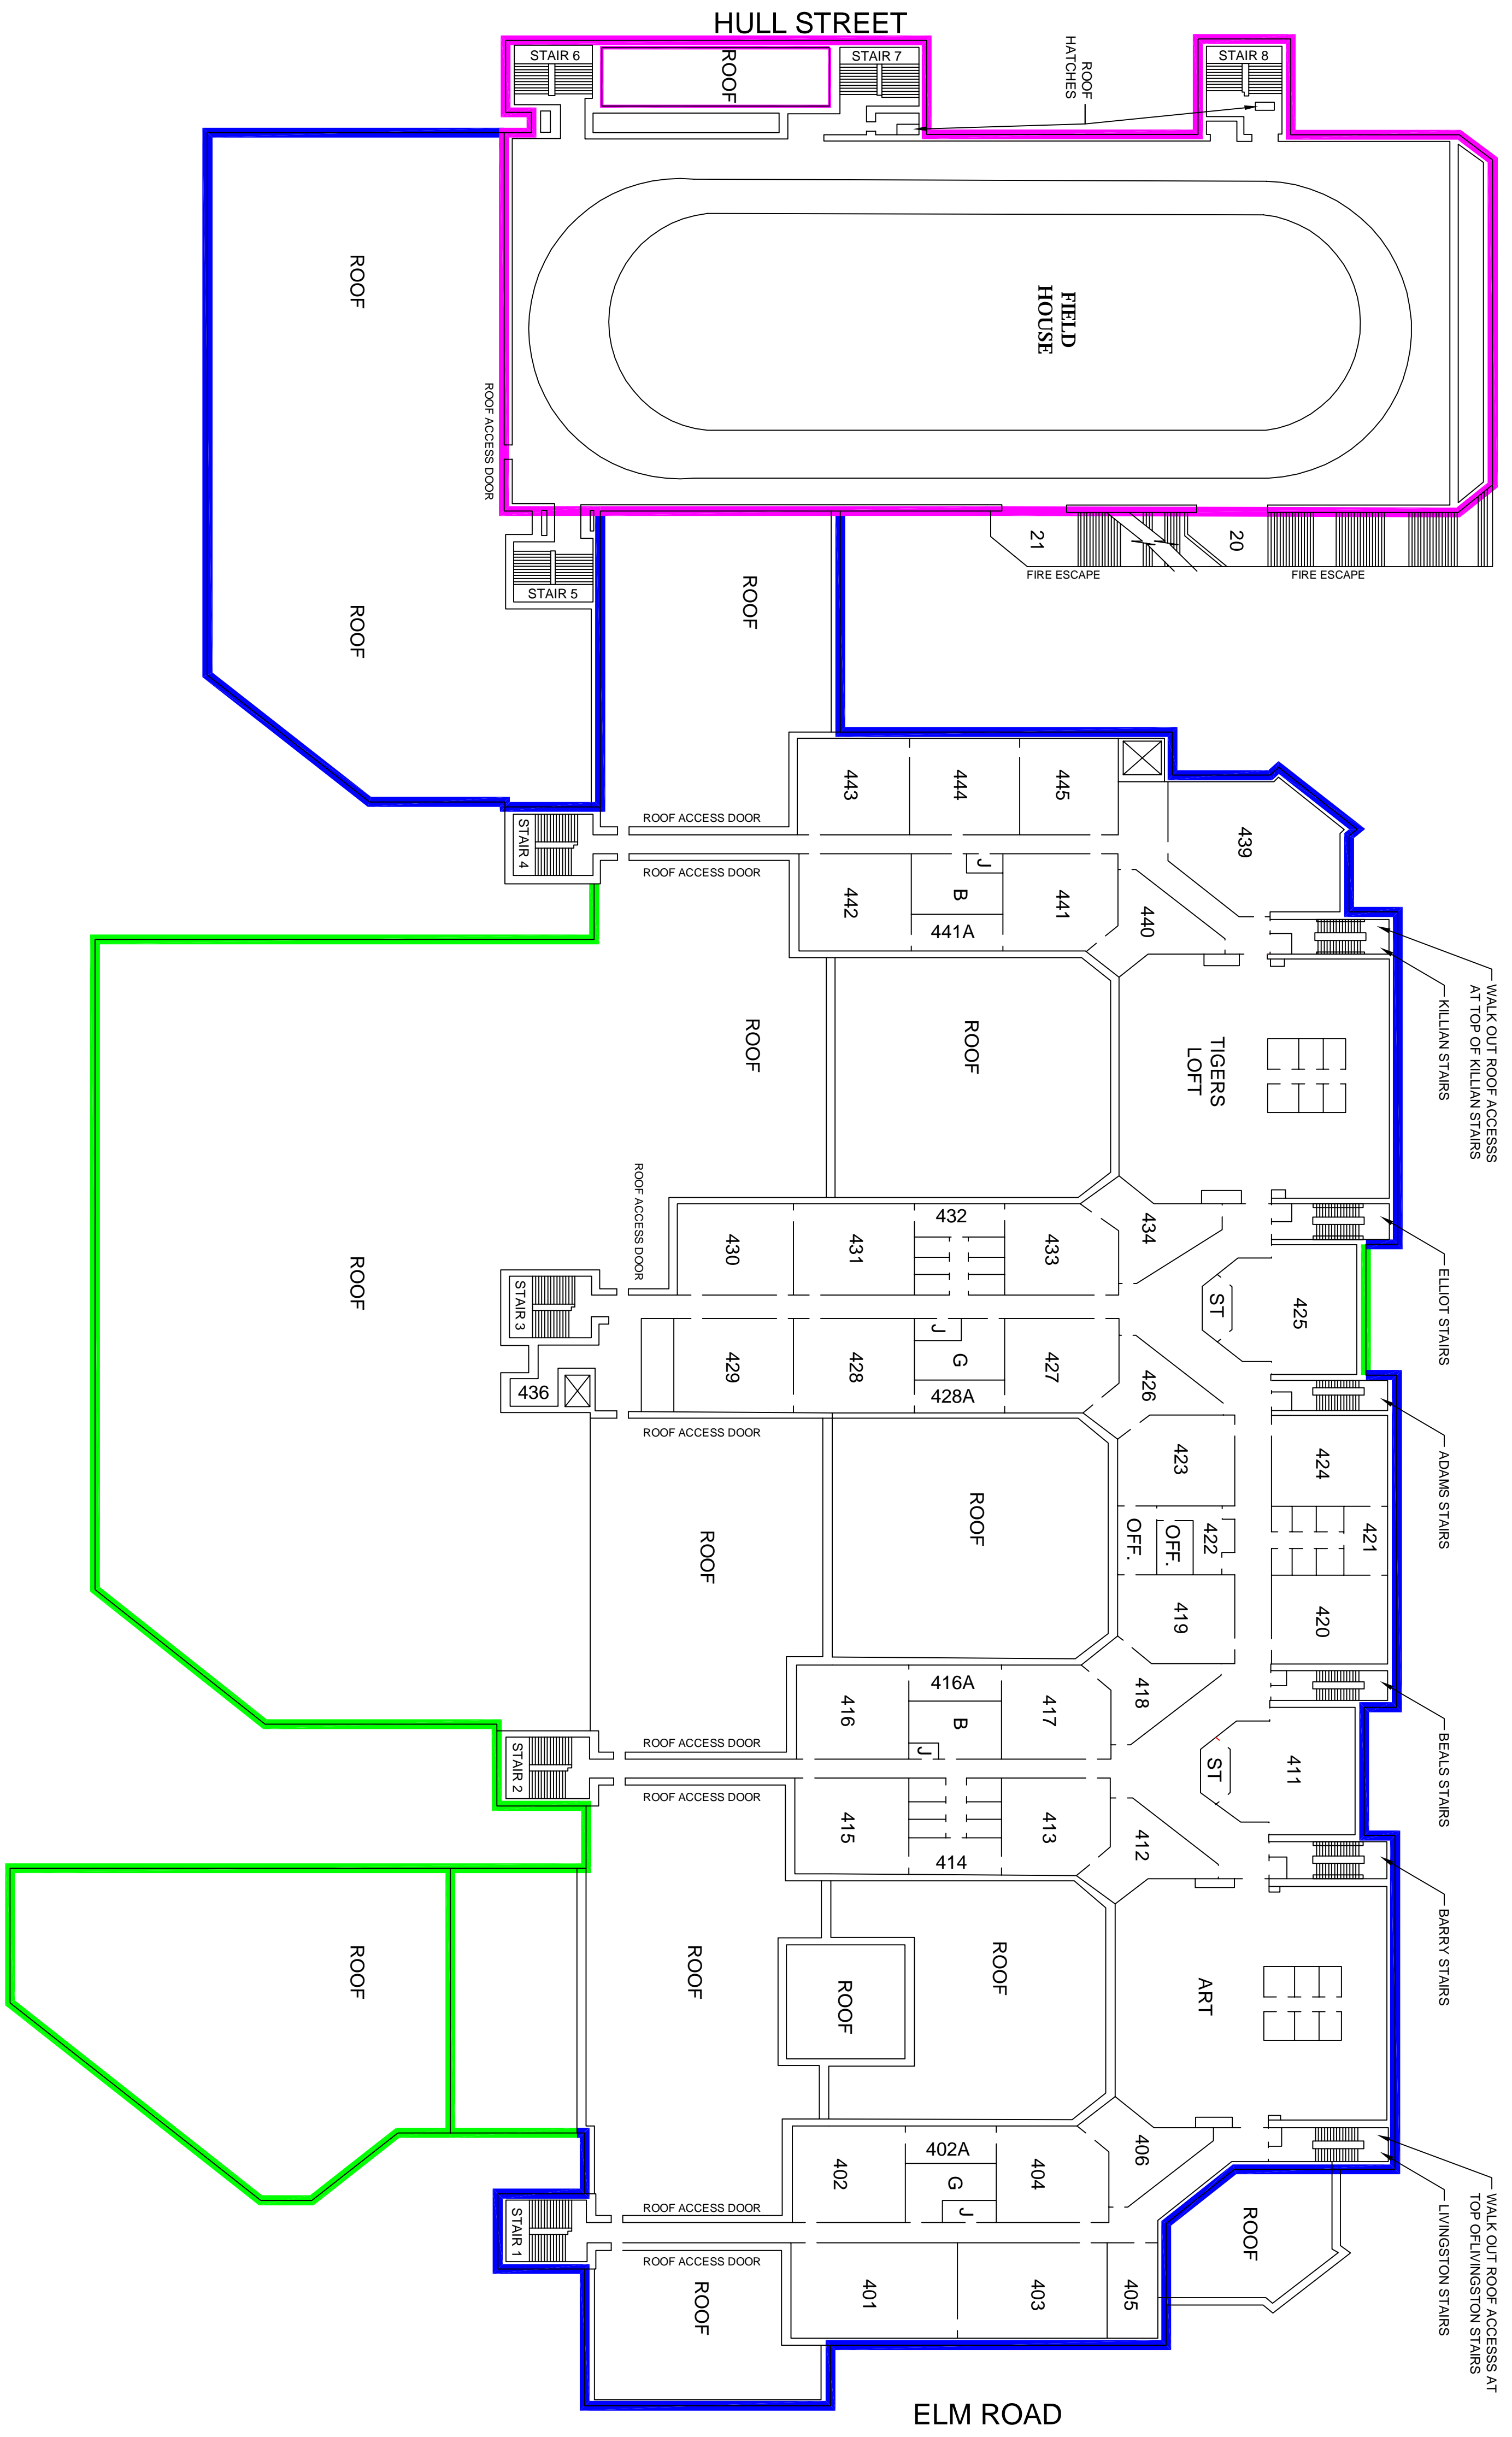 HULL STREET
STAIR 6
ROOF
STAIR 7
ROOF
HATCHES
STAIR 8
ROOF
FIELD
HOUSE
ROOF ACCESS DOOR
21
20
FIRE ESCAPE
FIRE ESCAPE
STAIR 5
ROOF
ROOF
443
444
445
439
ROOF ACCESS DOOR
STAIR 4
ROOF ACCESS DOOR
442
J
B
441A
441
440
WALK OUT ROOF ACCESSS
AT TOP OF KILLIAN STAIRS
KILLIAN STAIRS
ROOF
ROOF
TIGERS
LOFT
ROOF ACCESS DOOR
432
430
431
433
434
ELLIOT STAIRS
ROOF
STAIR 3
ST
425
J
429
428
G
428A
427
426
436
ROOF ACCESS DOOR
ADAMS STAIRS
423
424
ROOF
ROOF
OFF.
OFF.
422
421
419
420
416A
416
B
J
417
418
BEALS STAIRS
ROOF ACCESS DOOR
STAIR 2
ROOF ACCESS DOOR
ST
411
415
413
414
412
BARRY STAIRS
ROOF
ROOF
ROOF
ROOF
ART
402A
402
G
J
404
406
WALK OUT ROOF ACCESSS AT
TOP OFLIVINGSTON STAIRS
LIVINGSTON STAIRS
ROOF ACCESS DOOR
STAIR 1
ROOF ACCESS DOOR
ROOF
ROOF
401
403
405
ELM ROAD